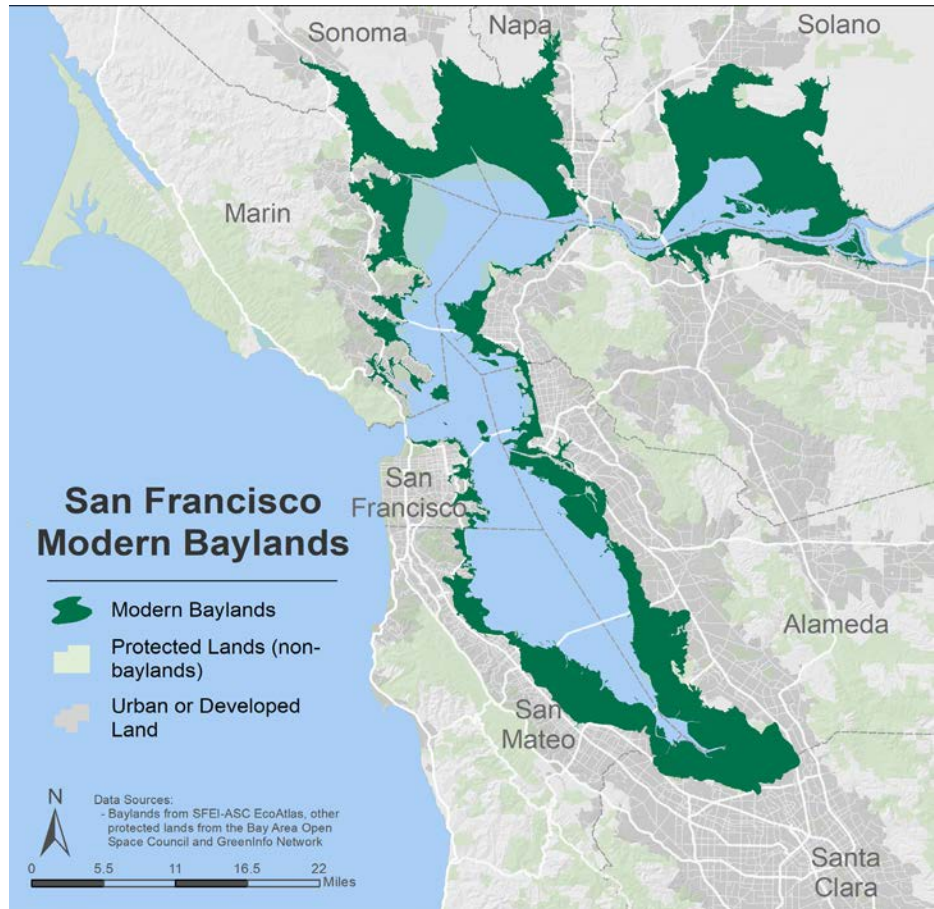 Sonoma
Napa
Solano
Marin
San
Francisco
San Francisco
Modern Baylands
Modern Baylands
Protected Lands (non-
baylands)
Urban or Developed
Land
Alameda
San
Mateo
Santa
Clara
N
Data Sources:
- Baylands from SFEI-ASC EcoAtlas, other
protected lands from the Bay Area Open
Space Council and GreenInfo Network
0 5.5 11 16.5 22
Miles